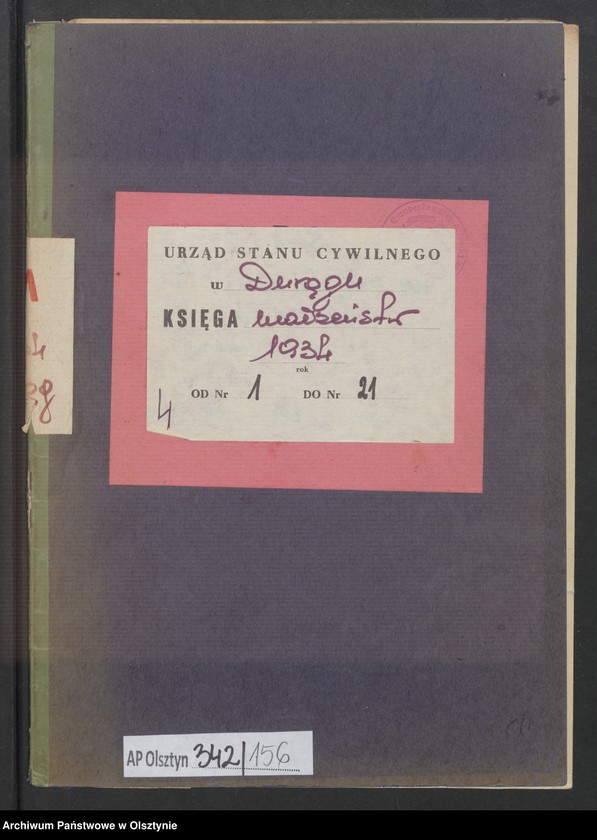 URZĄD STANU CYWILNEGO
w Durągu
KSIĘGA małżeństw
1934
rok
OD Nr 1 DO Nr 21
4
AP Olsztyn 342/156
Archiwum Państwowe w Olsztynie